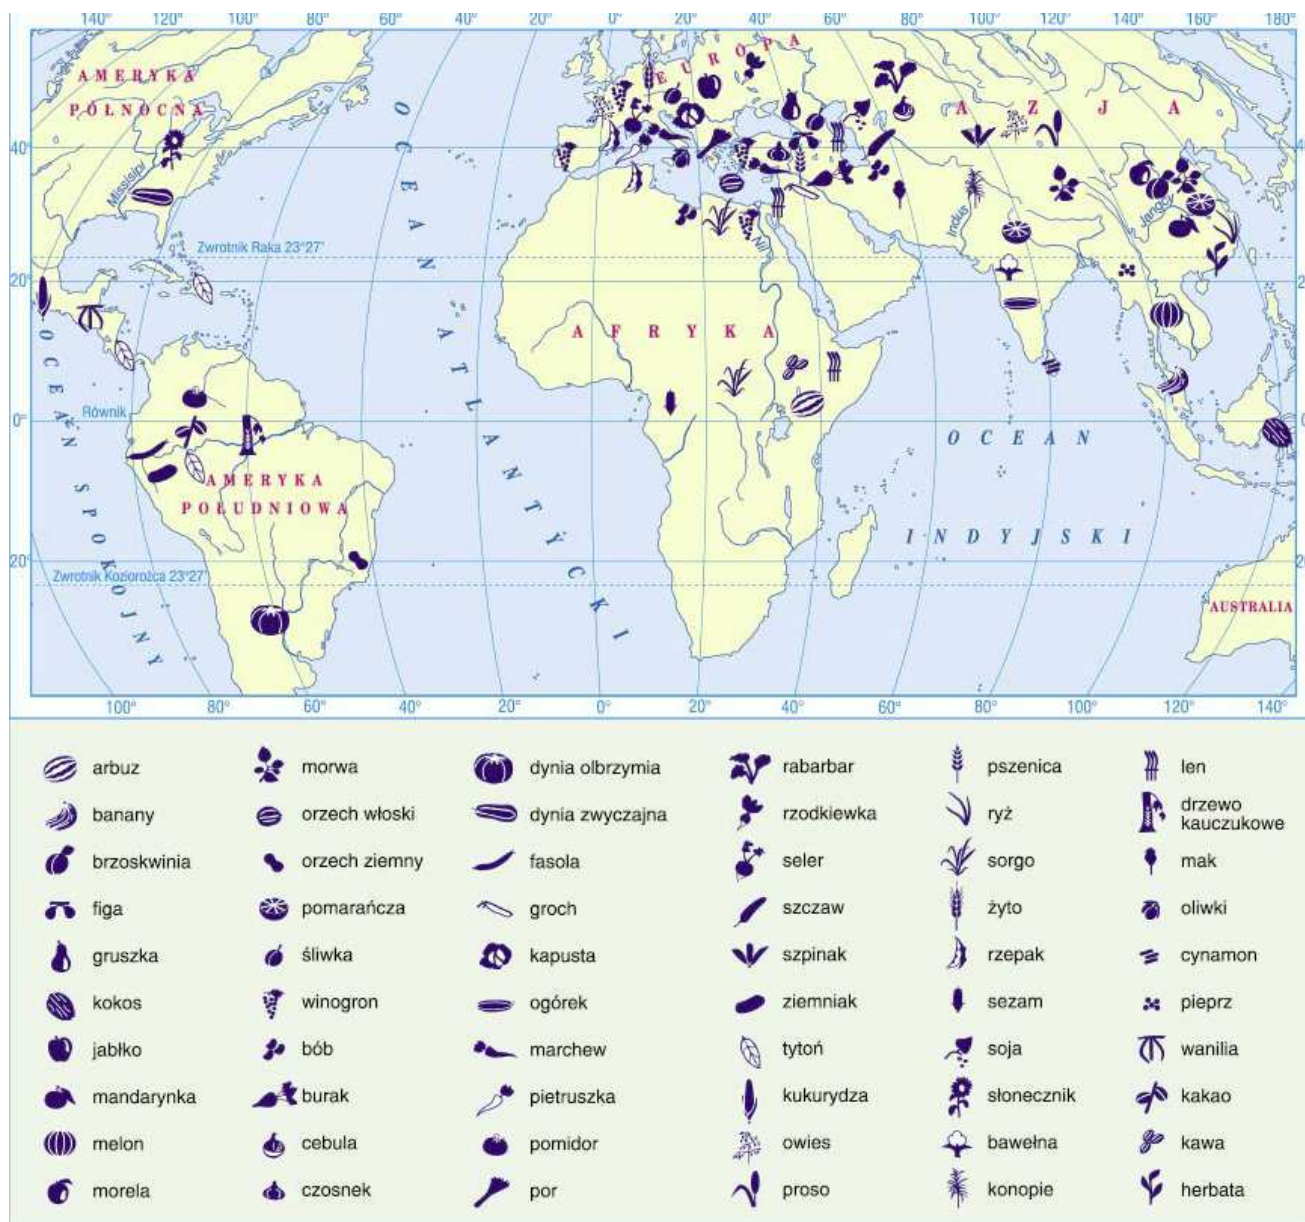 140° 120° 100° 80° 60° 40° 20° 0° 20° 40° 60° 80° 100° 120° 140° 160° 180°
EUROPA
AMERYKA
PÓŁNOCNA
AZJA
40° 40°
Mississipi
OCEAN ATLANTYCKI
Indus
Jangcy
Nil
Zwrotnik Raka 23°27'
20° 20°
AFRYKA
OCEAN SPOKOJNY
Równik
0° 0°
OCEAN
INDYJSKI
AMERYKA
POŁUDNIOWA
20° 20
Zwrotnik Koziorożca 23°27'
AUSTRALIA
100° 80° 60° 40° 20° 0° 20° 40° 60° 80° 100° 120° 140°
arbuz morwa dynia olbrzymia rabarbar pszenica len
banany orzech włoski dynia zwyczajna rzodkiewka ryż drzewo kauczukowe
brzoskwinia orzech ziemny fasola seler sorgo mak
figa pomarańcza groch szczaw żyto oliwki
gruszka śliwka kapusta szpinak rzepak cynamon
kokos winogron ogórek ziemniak sezam pieprz
jabłko bób marchew tytoń soja wanilia
mandarynka burak pietruszka kukurydza słonecznik kakao
melon cebula pomidor owies bawełna kawa
morela czosnek por proso konopie herbata